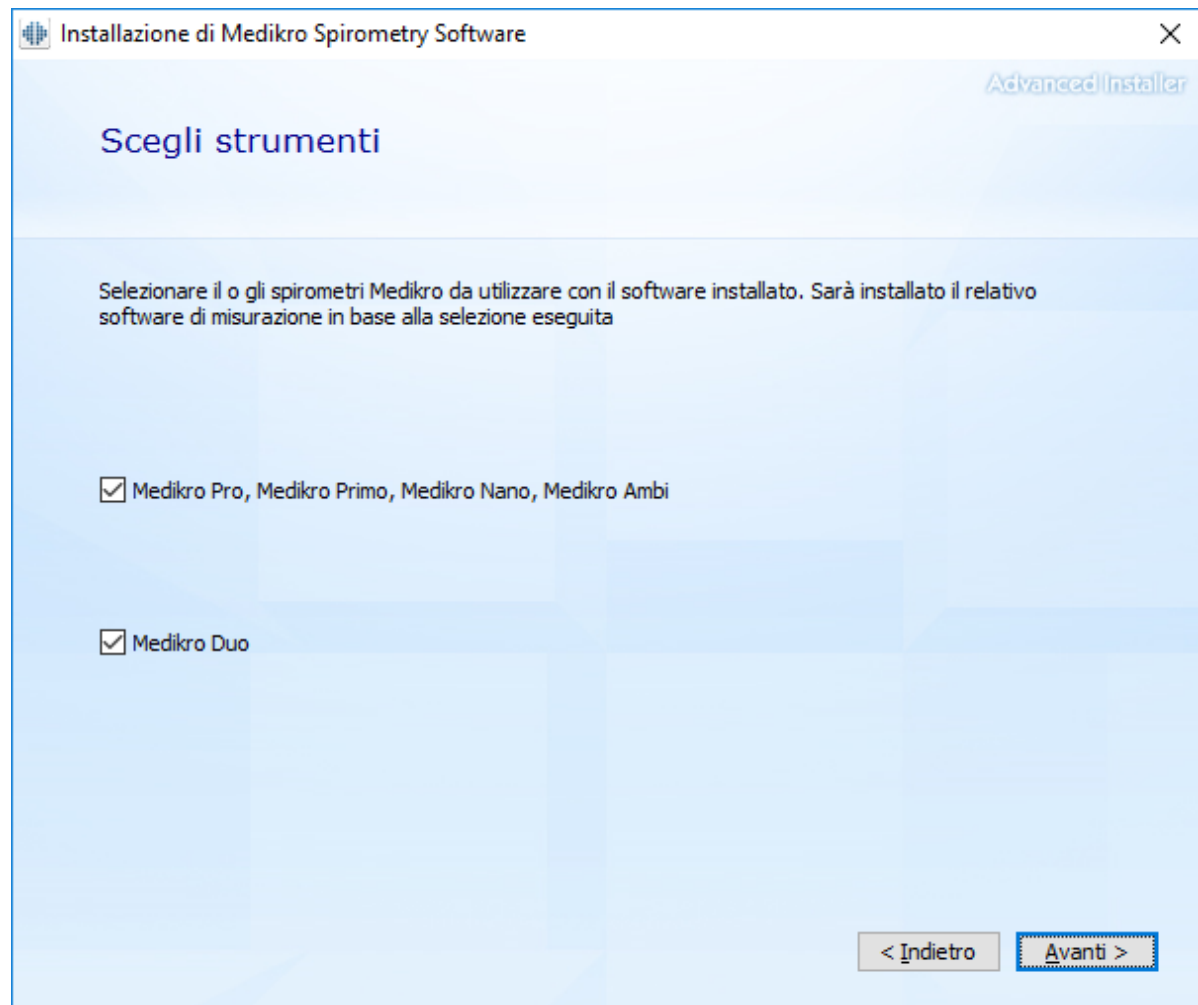 Installazione di Medikro Spirometry Software
Advanced Installer
Scegli strumenti
Selezionare il o gli spirometri Medikro da utilizzare con il software installato. Sarà installato il relativo
software di misurazione in base alla selezione eseguita
Medikro Pro, Medikro Primo, Medikro Nano, Medikro Ambi
Medikro Duo
< Indietro
Avanti >